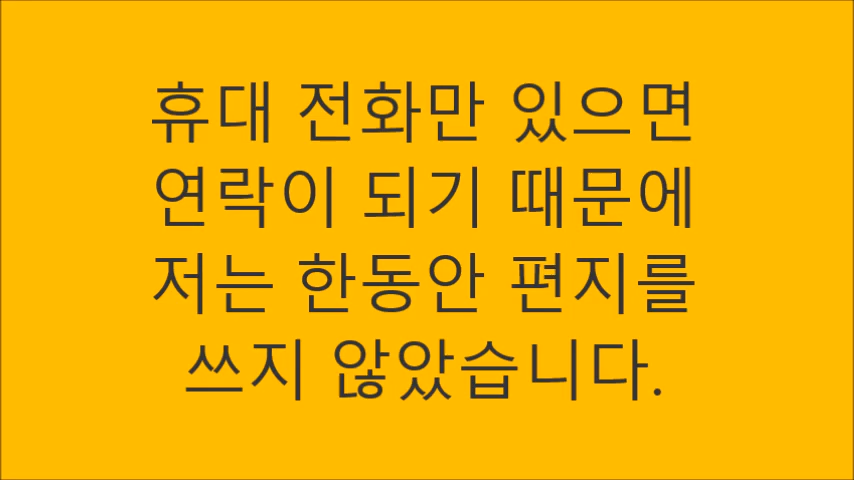 휴대 전화만 있으면
연락이 되기 때문에
저는 한동안 편지를
쓰지 않았습니다.